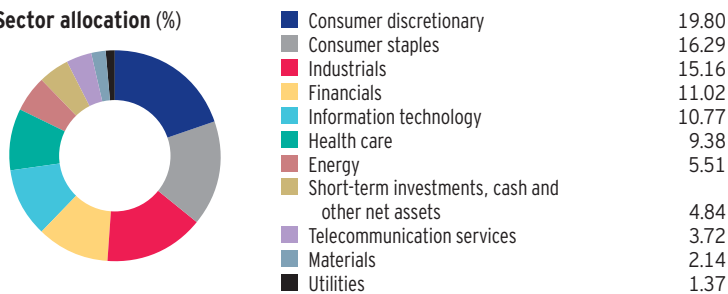 Sector allocation (%)
Consumer discretionary 19.80
Consumer staples 16.29
Industrials 15.16
Financials 11.02
Information technology 10.77
Health care 9.38
Energy 5.51
Short-term investments, cash and
other net assets 4.84
Telecommunication services 3.72
Materials 2.14
Utilities 1.37